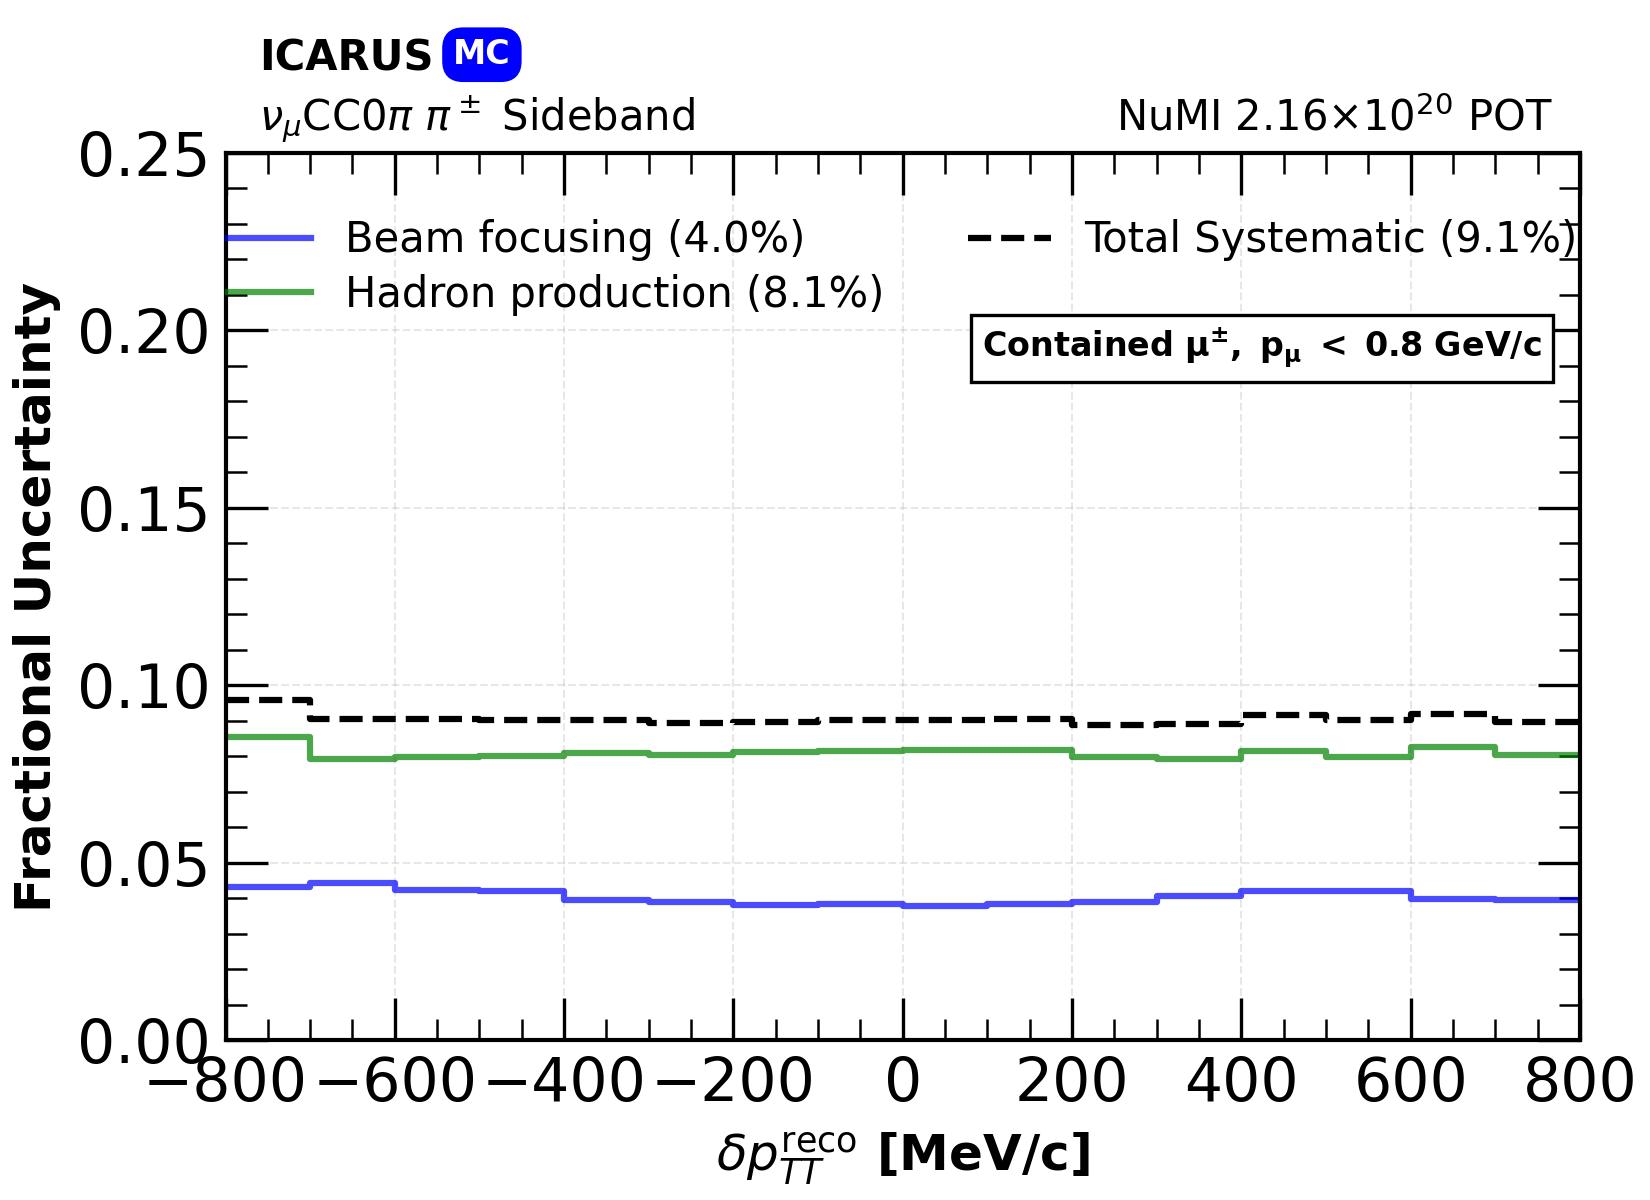 ICARUS MC
νμCC0π π± Sideband
NuMI 2.16×10²⁰ POT
Fractional Uncertainty
0.25
0.20
0.15
0.10
0.05
0.00
Beam focusing (4.0%)
Hadron production (8.1%)
Total Systematic (9.1%)
Contained μ±, pμ < 0.8 GeV/c
−800 −600 −400 −200 0 200 400 600 800
δp_TT^reco [MeV/c]